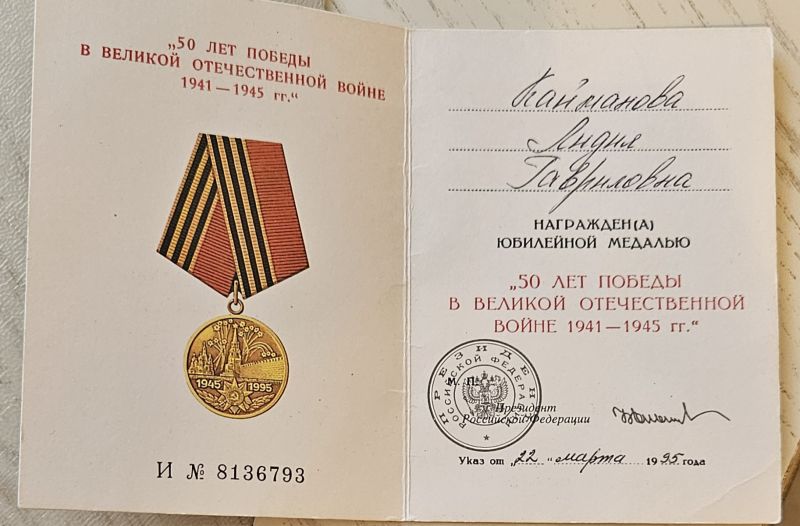 „50 ЛЕТ ПОБЕДЫ
В ВЕЛИКОЙ ОТЕЧЕСТВЕННОЙ ВОЙНЕ
1941—1945 гг.“
1945 1995
И № 8136793
Кайманова
Лидия
Гавриловна
НАГРАЖДЕН(А)
ЮБИЛЕЙНОЙ МЕДАЛЬЮ
„50 ЛЕТ ПОБЕДЫ
В ВЕЛИКОЙ ОТЕЧЕСТВЕННОЙ
ВОЙНЕ 1941—1945 гг.“
ПРЕЗИДЕНТ
РОССИЙСКОЙ ФЕДЕРАЦИИ
М. П.
Президент
Российской Федерации
Указ от „22“ марта 1995 года